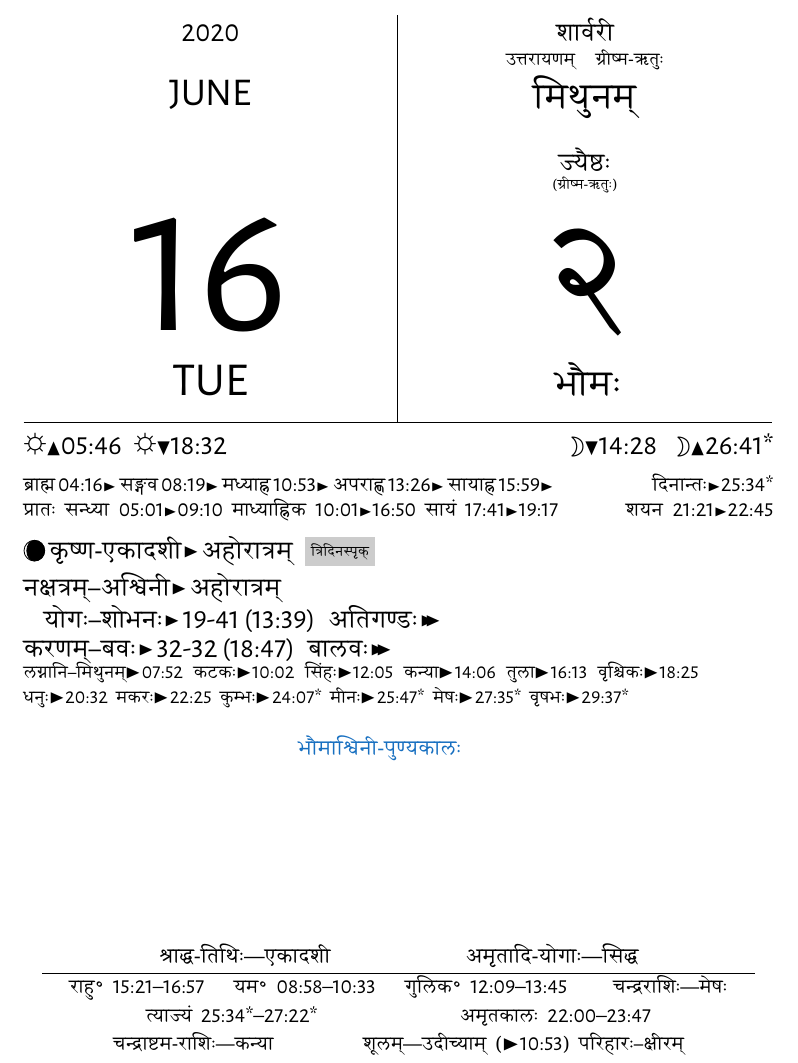 2020
JUNE
16
TUE
शार्वरी
उत्तरायणम् ग्रीष्म-ऋतुः
मिथुनम्
ज्यैष्ठः
(ग्रीष्म-ऋतुः)
२
भौमः
☼▲05:46 ☼▼18:32 ☽▼14:28 ☽▲26:41*
ब्राह्म 04:16► सङ्गव 08:19► मध्याह्न 10:53► अपराह्ण 13:26► सायाह्न 15:59► दिनान्तः►25:34*
प्रातः सन्ध्या 05:01►09:10 माध्याह्निक 10:01►16:50 सायं 17:41►19:17 शयन 21:21►22:45
कृष्ण-एकादशी► अहोरात्रम् त्रिदिनस्पृक्
नक्षत्रम्–अश्विनी► अहोरात्रम्
योगः–शोभनः►19-41 (13:39) अतिगण्डः►►
करणम्–बवः►32-32 (18:47) बालवः►►
लग्नानि–मिथुनम्►07:52 कटकः►10:02 सिंहः►12:05 कन्या►14:06 तुला►16:13 वृश्चिकः►18:25
धनुः►20:32 मकरः►22:25 कुम्भः►24:07* मीनः►25:47* मेषः►27:35* वृषभः►29:37*
भौमाश्विनी-पुण्यकालः
श्राद्ध-तिथिः—एकादशी अमृतादि-योगाः—सिद्ध
राहु° 15:21–16:57 यम° 08:58–10:33 गुलिक° 12:09–13:45 चन्द्रराशिः—मेषः
त्याज्यं 25:34*–27:22* अमृतकालः 22:00–23:47
चन्द्राष्टम-राशिः—कन्या शूलम्—उदीच्याम् (►10:53) परिहारः–क्षीरम्